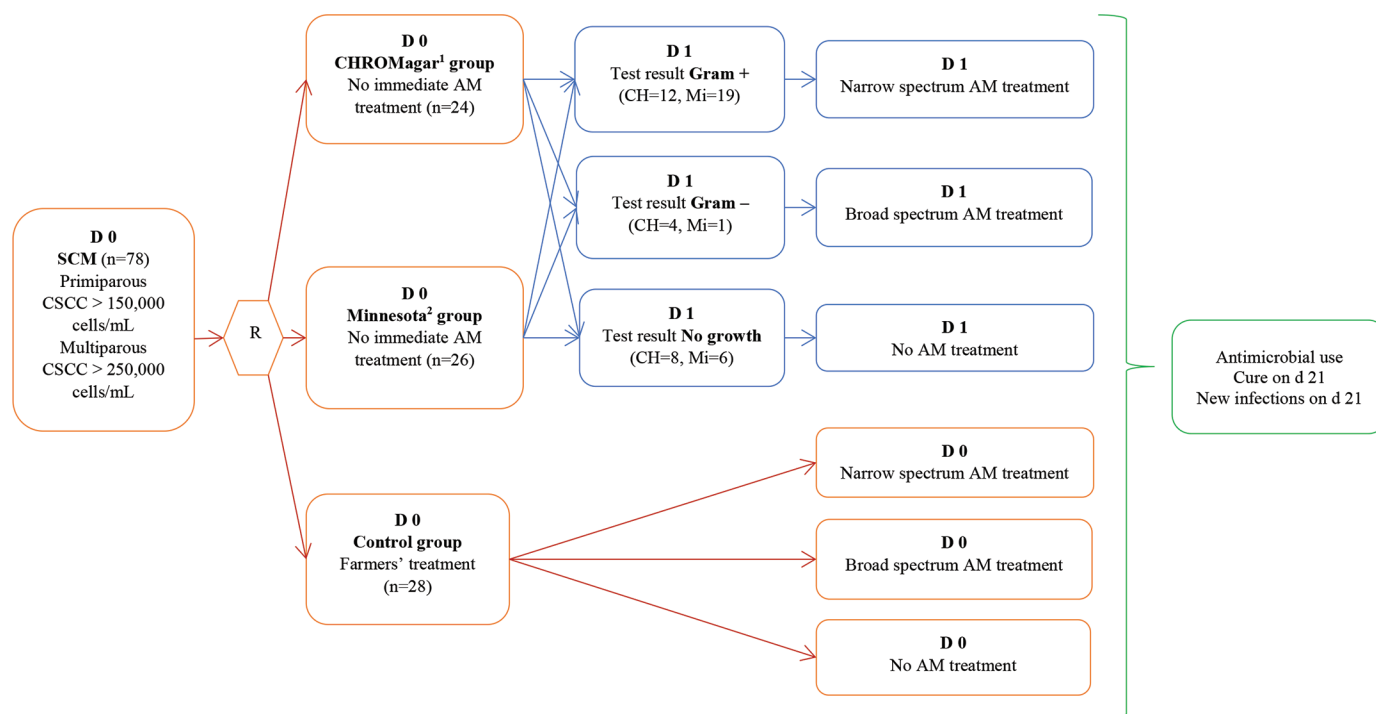 D 0
SCM (n=78)
Primiparous
CSCC > 150,000
cells/mL
Multiparous
CSCC > 250,000
cells/mL
R
D 0
CHROMagar¹ group
No immediate AM
treatment (n=24)
D 0
Minnesota² group
No immediate AM
treatment (n=26)
D 0
Control group
Farmers’ treatment
(n=28)
D 1
Test result Gram +
(CH=12, Mi=19)
D 1
Test result Gram –
(CH=4, Mi=1)
D 1
Test result No growth
(CH=8, Mi=6)
D 1
Narrow spectrum AM treatment
D 1
Broad spectrum AM treatment
D 1
No AM treatment
D 0
Narrow spectrum AM treatment
D 0
Broad spectrum AM treatment
D 0
No AM treatment
Antimicrobial use
Cure on d 21
New infections on d 21